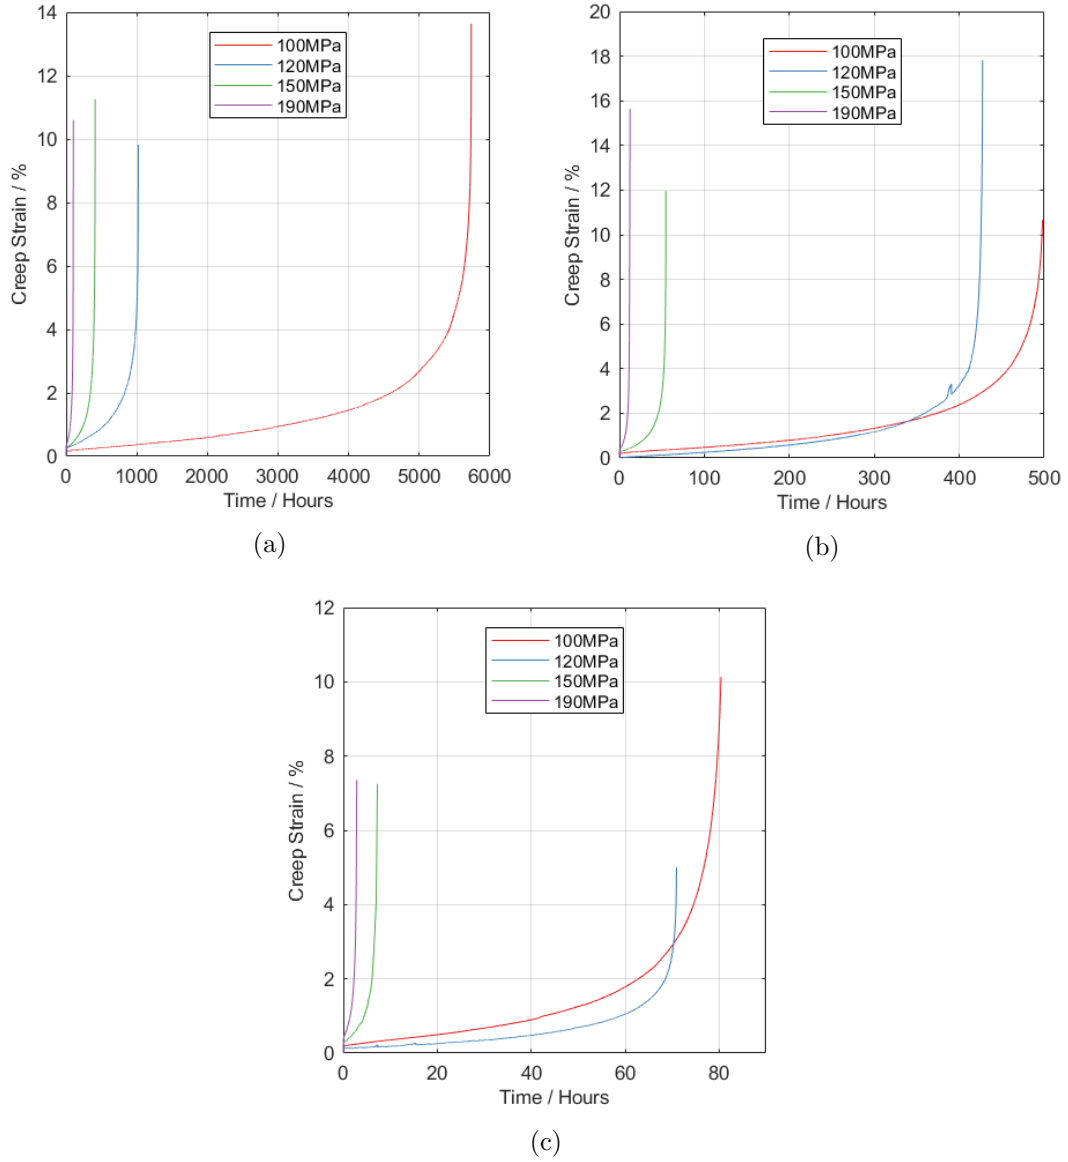 14
12
10
8
6
4
2
0
Creep Strain / %
100MPa
120MPa
150MPa
190MPa
0 1000 2000 3000 4000 5000 6000
Time / Hours
(a)
20
18
16
14
12
10
8
6
4
2
0
Creep Strain / %
100MPa
120MPa
150MPa
190MPa
0 100 200 300 400 500
Time / Hours
(b)
12
10
8
6
4
2
0
Creep Strain / %
100MPa
120MPa
150MPa
190MPa
0 20 40 60 80
Time / Hours
(c)